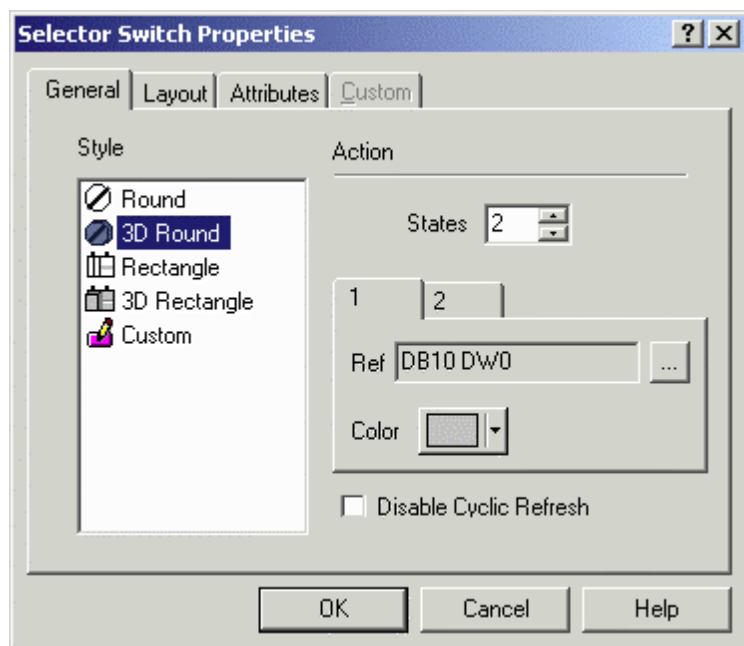 Selector Switch Properties
General Layout Attributes Custom
Style
Round
3D Round
Rectangle
3D Rectangle
Custom
Action
States 2
1 2
Ref DB10 DW0 ...
Color
Disable Cyclic Refresh
OK Cancel Help